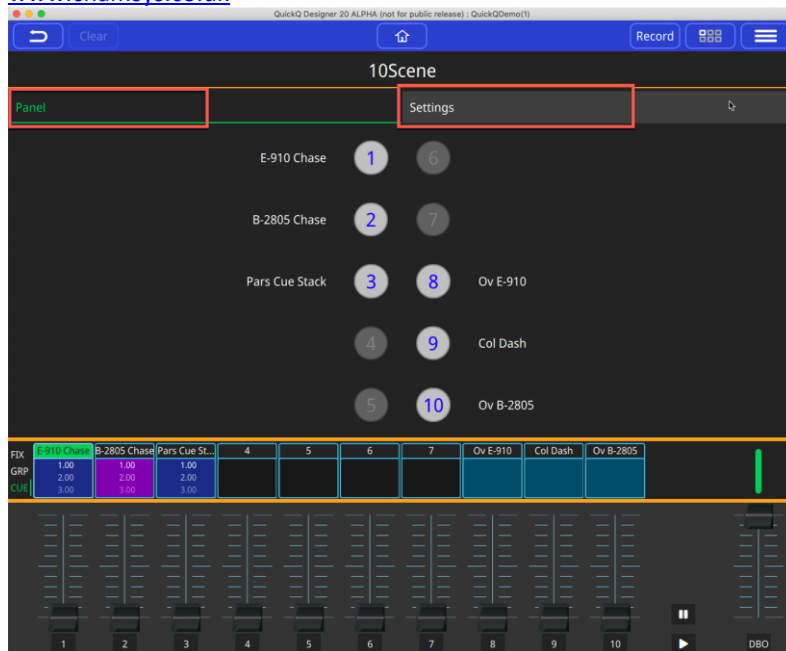 www.chamsys.co.uk
QuickQ Designer 20 ALPHA (not for public release) : QuickQDemo(1)
Clear
Record
10Scene
Panel
Settings
E-910 Chase 1 6
B-2805 Chase 2 7
Pars Cue Stack 3 8 Ov E-910
4 9 Col Dash
5 10 Ov B-2805
FIX E-910 Chase B-2805 Chase Pars Cue St... 4 5 6 7 Ov E-910 Col Dash Ov B-2805
GRP 1.00 1.00 1.00
2.00 2.00 2.00
CUE 3.00 3.00 3.00
1 2 3 4 5 6 7 8 9 10 DBO